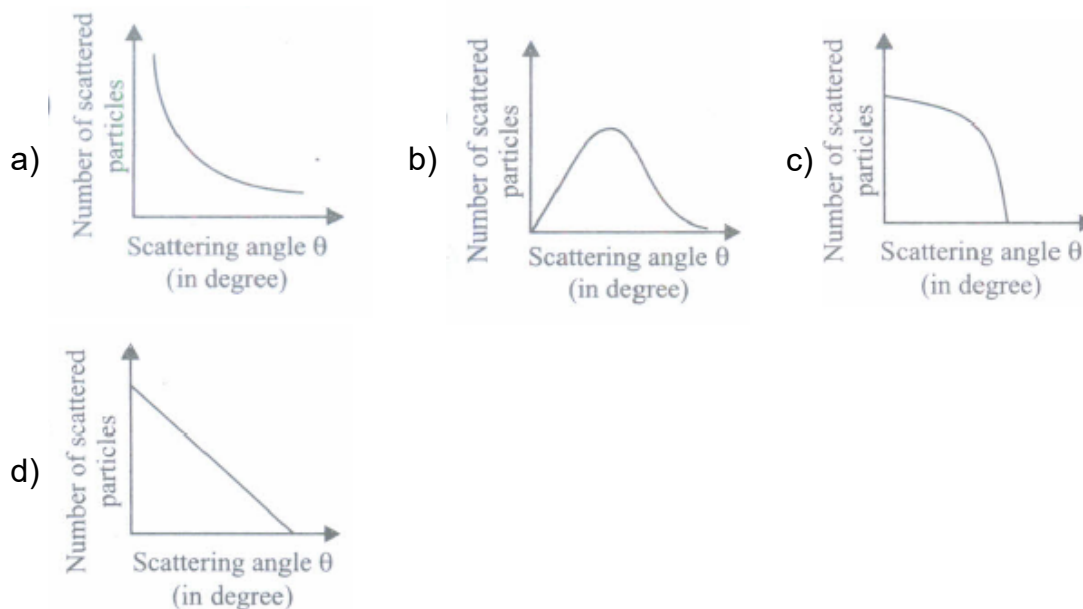 a)
Number of scattered
particles
Scattering angle θ
(in degree)
b)
Number of scattered
particles
Scattering angle θ
(in degree)
c)
Number of scattered
particles
Scattering angle θ
(in degree)
d)
Number of scattered
particles
Scattering angle θ
(in degree)